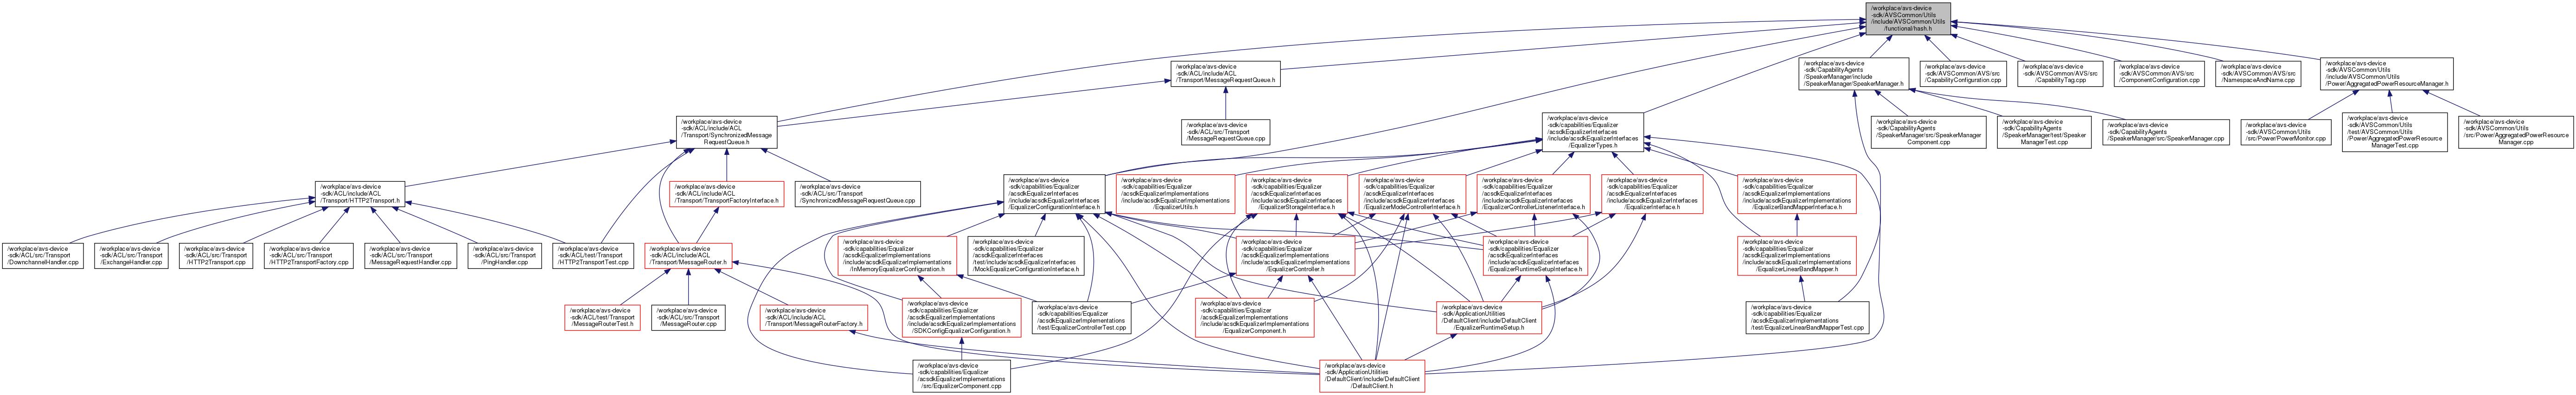 /workplace/avs-device
-sdk/AVSCommon/Utils
/include/AVSCommon/Utils
/functional/hash.h
/workplace/avs-device
-sdk/ACL/include/ACL
/Transport/MessageRequestQueue.h
/workplace/avs-device
-sdk/CapabilityAgents
/SpeakerManager/include
/SpeakerManager/SpeakerManager.h
/workplace/avs-device
-sdk/AVSCommon/AVS/src
/CapabilityConfiguration.cpp
/workplace/avs-device
-sdk/AVSCommon/AVS/src
/CapabilityTag.cpp
/workplace/avs-device
-sdk/AVSCommon/AVS/src
/ComponentConfiguration.cpp
/workplace/avs-device
-sdk/AVSCommon/AVS/src
/NamespaceAndName.cpp
/workplace/avs-device
-sdk/AVSCommon/Utils
/include/AVSCommon/Utils
/Power/AggregatedPowerResourceManager.h
/workplace/avs-device
-sdk/ACL/include/ACL
/Transport/SynchronizedMessage
RequestQueue.h
/workplace/avs-device
-sdk/ACL/src/Transport
/MessageRequestQueue.cpp
/workplace/avs-device
-sdk/capabilities/Equalizer
/acsdkEqualizerInterfaces
/include/acsdkEqualizerInterfaces
/EqualizerTypes.h
/workplace/avs-device
-sdk/CapabilityAgents
/SpeakerManager/src/SpeakerManager
Component.cpp
/workplace/avs-device
-sdk/CapabilityAgents
/SpeakerManager/test/Speaker
ManagerTest.cpp
/workplace/avs-device
-sdk/CapabilityAgents
/SpeakerManager/src/SpeakerManager.cpp
/workplace/avs-device
-sdk/AVSCommon/Utils
/src/Power/PowerMonitor.cpp
/workplace/avs-device
-sdk/AVSCommon/Utils
/test/AVSCommon/Utils
/Power/AggregatedPowerResource
ManagerTest.cpp
/workplace/avs-device
-sdk/AVSCommon/Utils
/src/Power/AggregatedPowerResource
Manager.cpp
/workplace/avs-device
-sdk/ACL/include/ACL
/Transport/HTTP2Transport.h
/workplace/avs-device
-sdk/ACL/include/ACL
/Transport/TransportFactoryInterface.h
/workplace/avs-device
-sdk/ACL/src/Transport
/SynchronizedMessageRequestQueue.cpp
/workplace/avs-device
-sdk/capabilities/Equalizer
/acsdkEqualizerInterfaces
/include/acsdkEqualizerInterfaces
/EqualizerConfigurationInterface.h
/workplace/avs-device
-sdk/capabilities/Equalizer
/acsdkEqualizerImplementations
/include/acsdkEqualizerImplementations
/EqualizerUtils.h
/workplace/avs-device
-sdk/capabilities/Equalizer
/acsdkEqualizerInterfaces
/include/acsdkEqualizerInterfaces
/EqualizerStorageInterface.h
/workplace/avs-device
-sdk/capabilities/Equalizer
/acsdkEqualizerInterfaces
/include/acsdkEqualizerInterfaces
/EqualizerModeControllerInterface.h
/workplace/avs-device
-sdk/capabilities/Equalizer
/acsdkEqualizerInterfaces
/include/acsdkEqualizerInterfaces
/EqualizerControllerListenerInterface.h
/workplace/avs-device
-sdk/capabilities/Equalizer
/acsdkEqualizerInterfaces
/include/acsdkEqualizerInterfaces
/EqualizerInterface.h
/workplace/avs-device
-sdk/capabilities/Equalizer
/acsdkEqualizerImplementations
/include/acsdkEqualizerImplementations
/EqualizerBandMapperInterface.h
/workplace/avs-device
-sdk/ACL/src/Transport
/DownchannelHandler.cpp
/workplace/avs-device
-sdk/ACL/src/Transport
/ExchangeHandler.cpp
/workplace/avs-device
-sdk/ACL/src/Transport
/HTTP2Transport.cpp
/workplace/avs-device
-sdk/ACL/src/Transport
/HTTP2TransportFactory.cpp
/workplace/avs-device
-sdk/ACL/src/Transport
/MessageRequestHandler.cpp
/workplace/avs-device
-sdk/ACL/src/Transport
/PingHandler.cpp
/workplace/avs-device
-sdk/ACL/test/Transport
/HTTP2TransportTest.cpp
/workplace/avs-device
-sdk/ACL/include/ACL
/Transport/MessageRouter.h
/workplace/avs-device
-sdk/capabilities/Equalizer
/acsdkEqualizerImplementations
/include/acsdkEqualizerImplementations
/InMemoryEqualizerConfiguration.h
/workplace/avs-device
-sdk/capabilities/Equalizer
/acsdkEqualizerInterfaces
/test/include/acsdkEqualizerInterfaces
/MockEqualizerConfigurationInterface.h
/workplace/avs-device
-sdk/capabilities/Equalizer
/acsdkEqualizerImplementations
/include/acsdkEqualizerImplementations
/EqualizerController.h
/workplace/avs-device
-sdk/capabilities/Equalizer
/acsdkEqualizerInterfaces
/include/acsdkEqualizerInterfaces
/EqualizerRuntimeSetupInterface.h
/workplace/avs-device
-sdk/capabilities/Equalizer
/acsdkEqualizerImplementations
/include/acsdkEqualizerImplementations
/EqualizerLinearBandMapper.h
/workplace/avs-device
-sdk/ACL/test/Transport
/MessageRouterTest.h
/workplace/avs-device
-sdk/ACL/src/Transport
/MessageRouter.cpp
/workplace/avs-device
-sdk/ACL/include/ACL
/Transport/MessageRouterFactory.h
/workplace/avs-device
-sdk/capabilities/Equalizer
/acsdkEqualizerImplementations
/include/acsdkEqualizerImplementations
/SDKConfigEqualizerConfiguration.h
/workplace/avs-device
-sdk/capabilities/Equalizer
/acsdkEqualizerImplementations
/test/EqualizerControllerTest.cpp
/workplace/avs-device
-sdk/capabilities/Equalizer
/acsdkEqualizerImplementations
/include/acsdkEqualizerImplementations
/EqualizerComponent.h
/workplace/avs-device
-sdk/ApplicationUtilities
/DefaultClient/include/DefaultClient
/EqualizerRuntimeSetup.h
/workplace/avs-device
-sdk/capabilities/Equalizer
/acsdkEqualizerImplementations
/test/EqualizerLinearBandMapperTest.cpp
/workplace/avs-device
-sdk/capabilities/Equalizer
/acsdkEqualizerImplementations
/src/EqualizerComponent.cpp
/workplace/avs-device
-sdk/ApplicationUtilities
/DefaultClient/include/DefaultClient
/DefaultClient.h